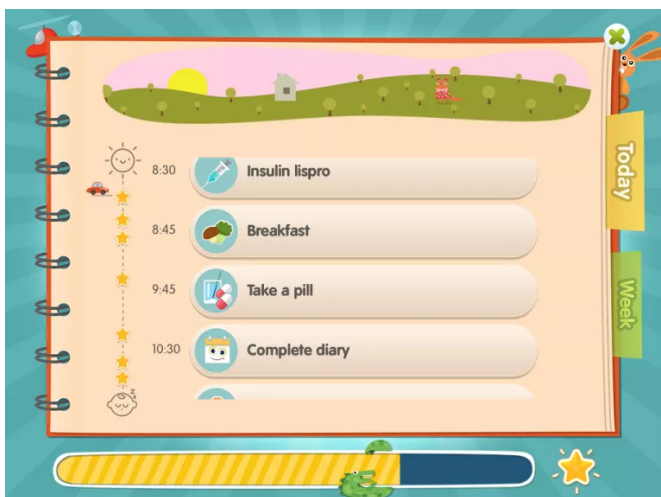 8:30 Insulin lispro
8:45 Breakfast
9:45 Take a pill
10:30 Complete diary
Today
Week